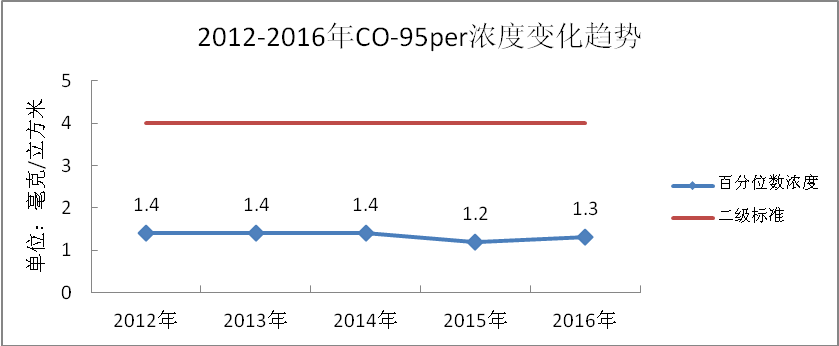 2012-2016年CO-95per浓度变化趋势
单位：毫克/立方米
5
4
3
2
1
0
1.4
1.4
1.4
1.2
1.3
2012年
2013年
2014年
2015年
2016年
百分位数浓度
二级标准